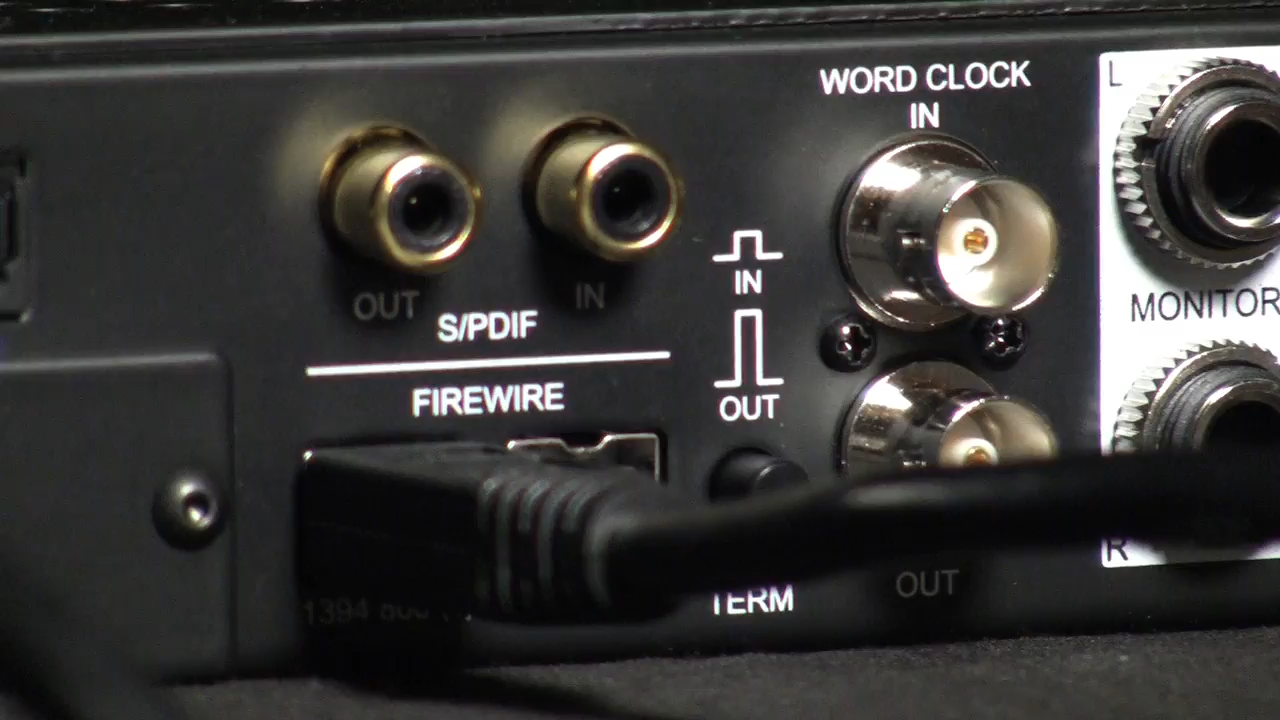 WORD CLOCK
IN
L
IN
OUT
IN
S/PDIF
MONITOR
FIREWIRE
OUT
R
OUT
TERM
1394